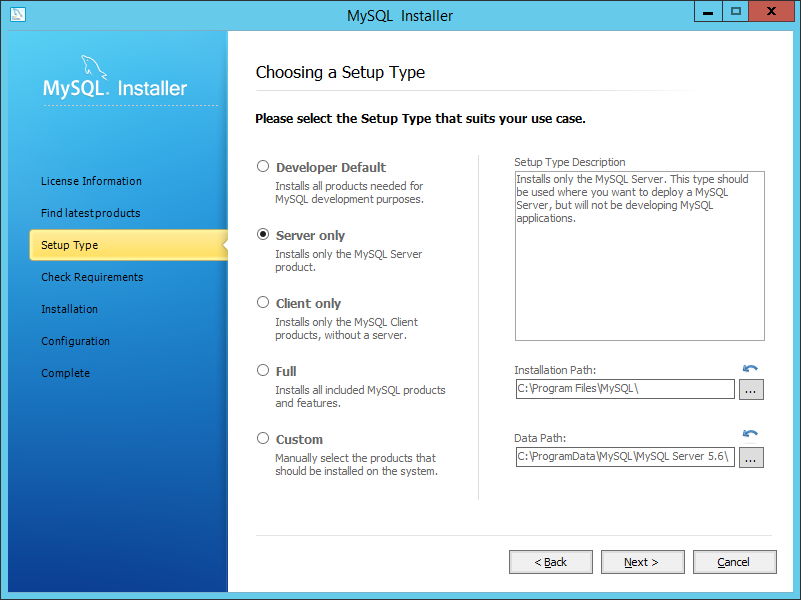 MySQL Installer
MySQL. Installer
License Information
Find latest products
Setup Type
Check Requirements
Installation
Configuration
Complete
Choosing a Setup Type
Please select the Setup Type that suits your use case.
Developer Default
Installs all products needed for
MySQL development purposes.
Server only
Installs only the MySQL Server
product.
Client only
Installs only the MySQL Client
products, without a server.
Full
Installs all included MySQL products
and features.
Custom
Manually select the products that
should be installed on the system.
Setup Type Description
Installs only the MySQL Server. This type should
be used where you want to deploy a MySQL
Server, but will not be developing MySQL
applications.
Installation Path:
C:\Program Files\MySQL\
...
Data Path:
C:\ProgramData\MySQL\MySQL Server 5.6\
...
< Back
Next >
Cancel